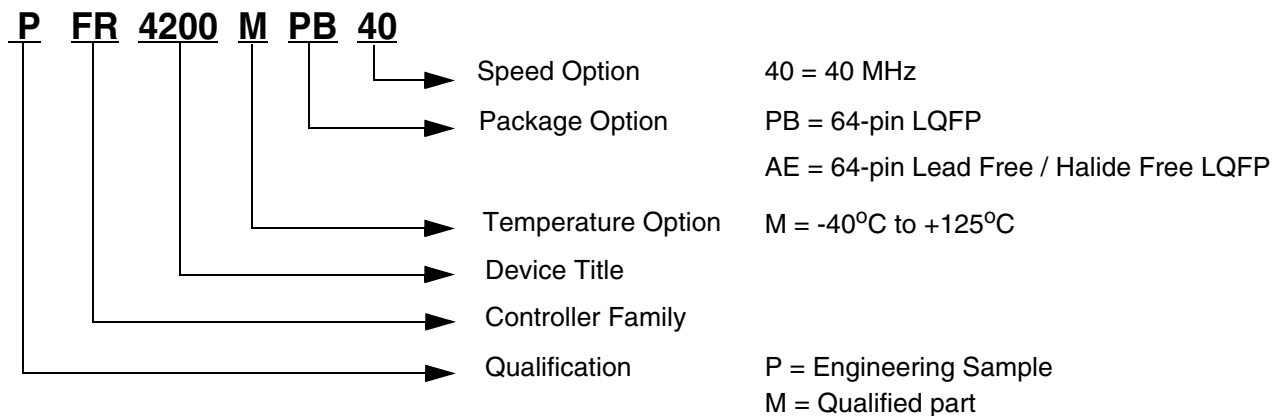 P FR 4200 M PB 40
Speed Option 40 = 40 MHz
Package Option PB = 64-pin LQFP
AE = 64-pin Lead Free / Halide Free LQFP
Temperature Option M = -40°C to +125°C
Device Title
Controller Family
Qualification P = Engineering Sample
M = Qualified part